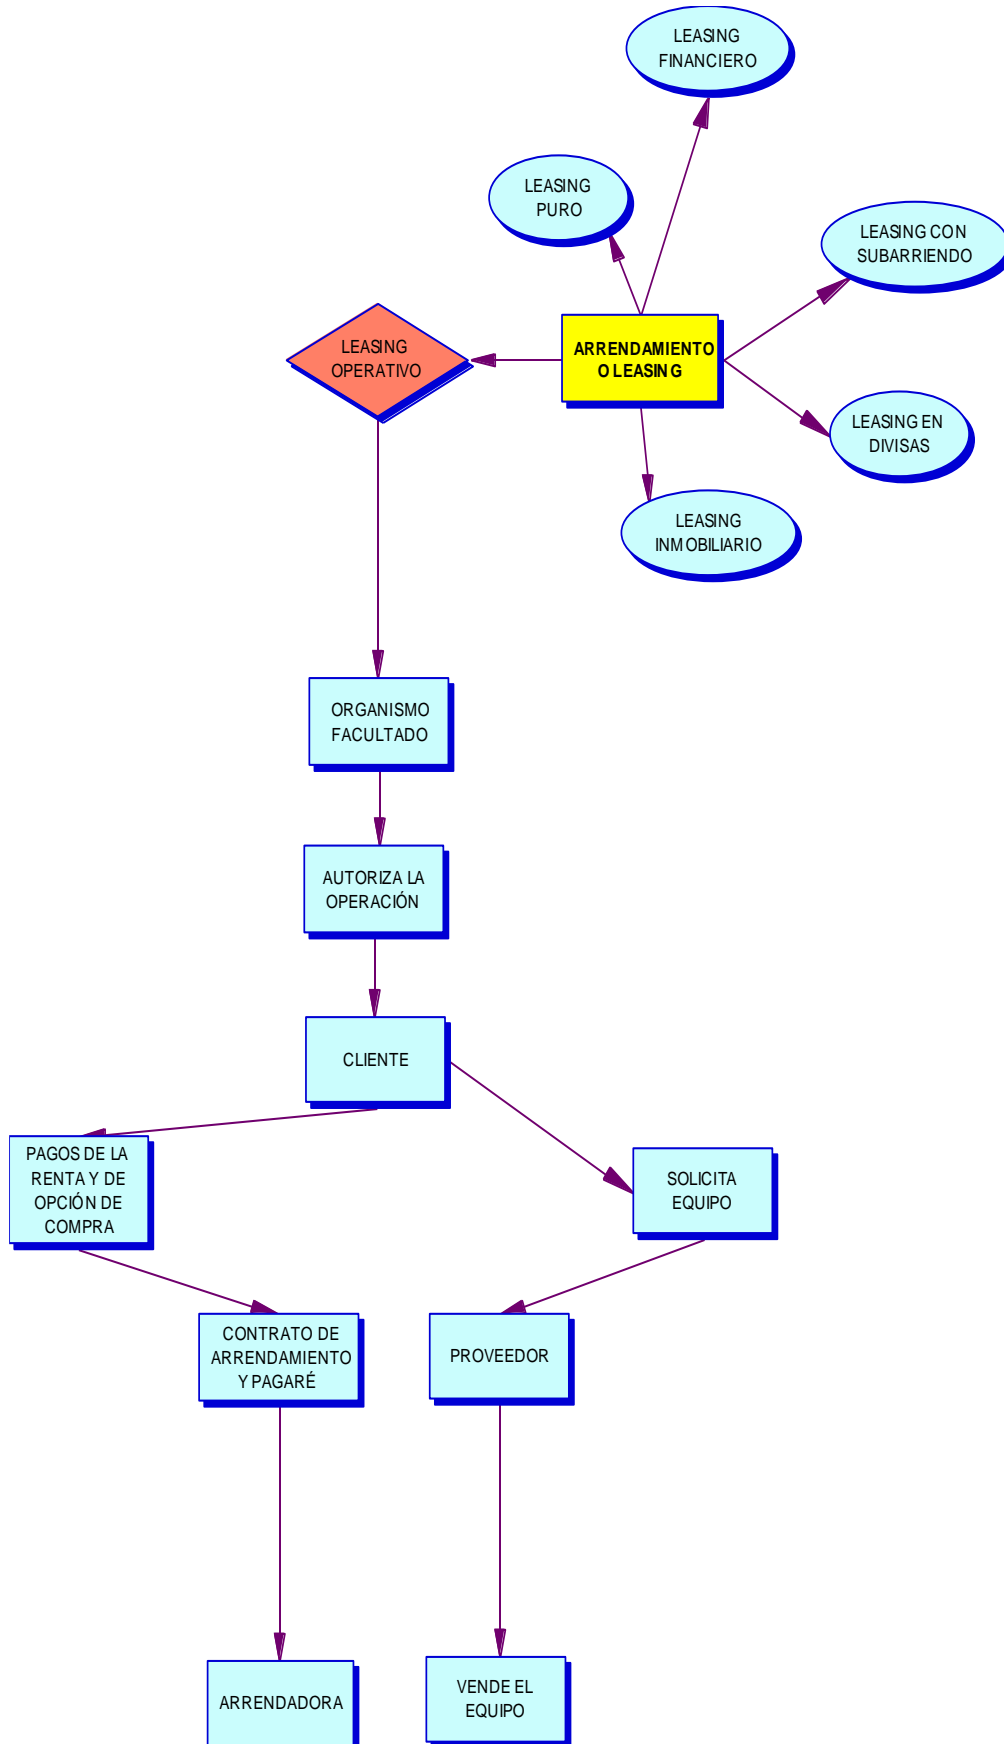 LEASING
FINANCIERO
LEASING
PURO
LEASING CON
SUBARRIENDO
LEASING
OPERATIVO
ARRENDAMIENTO
O LEASING
LEASING EN
DIVISAS
LEASING
INMOBILIARIO
ORGANISMO
FACULTADO
AUTORIZA LA
OPERACIÓN
CLIENTE
PAGOS DE LA
RENTA Y DE
OPCIÓN DE
COMPRA
SOLICITA
EQUIPO
CONTRATO DE
ARRENDAMIENTO
Y PAGARÉ
PROVEEDOR
ARRENDADORA
VENDE EL
EQUIPO